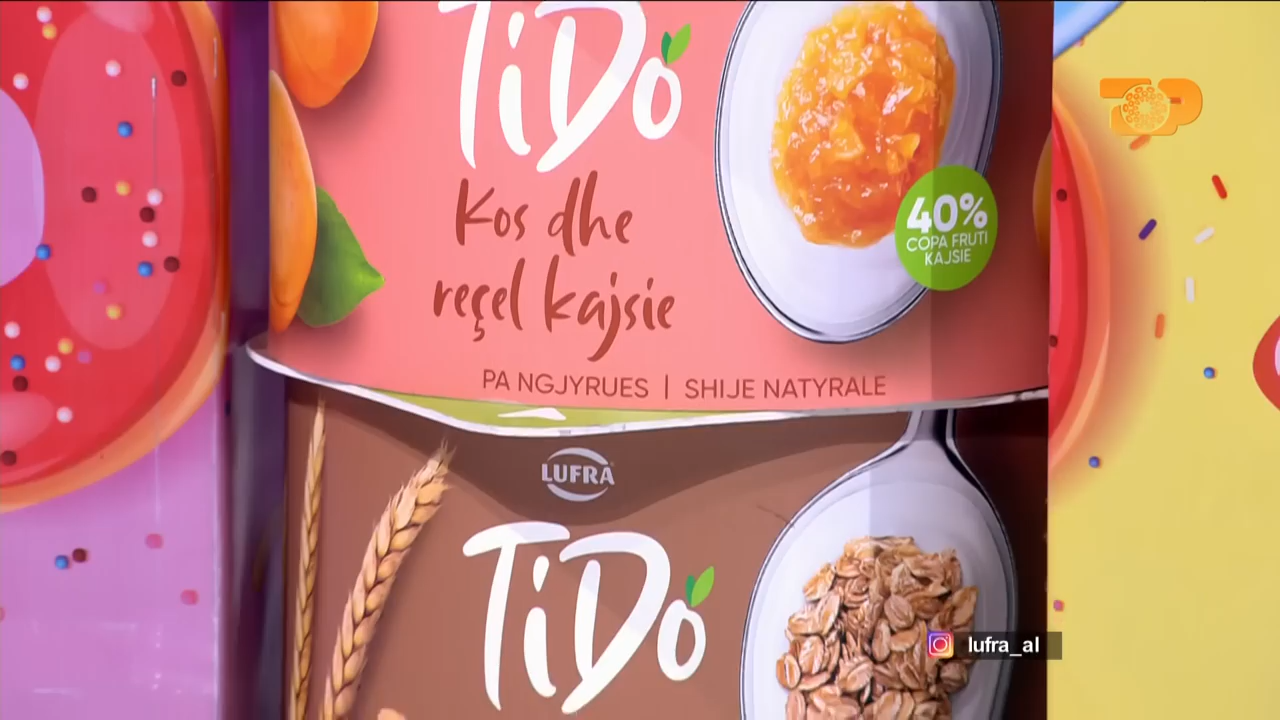 TiDo
Kos dhe
reçel kajsie
40%
COPA FRUTI
KAJSIE
PA NGJYRUES | SHIJE NATYRALE
LUFRA
TiDo
lufra_al